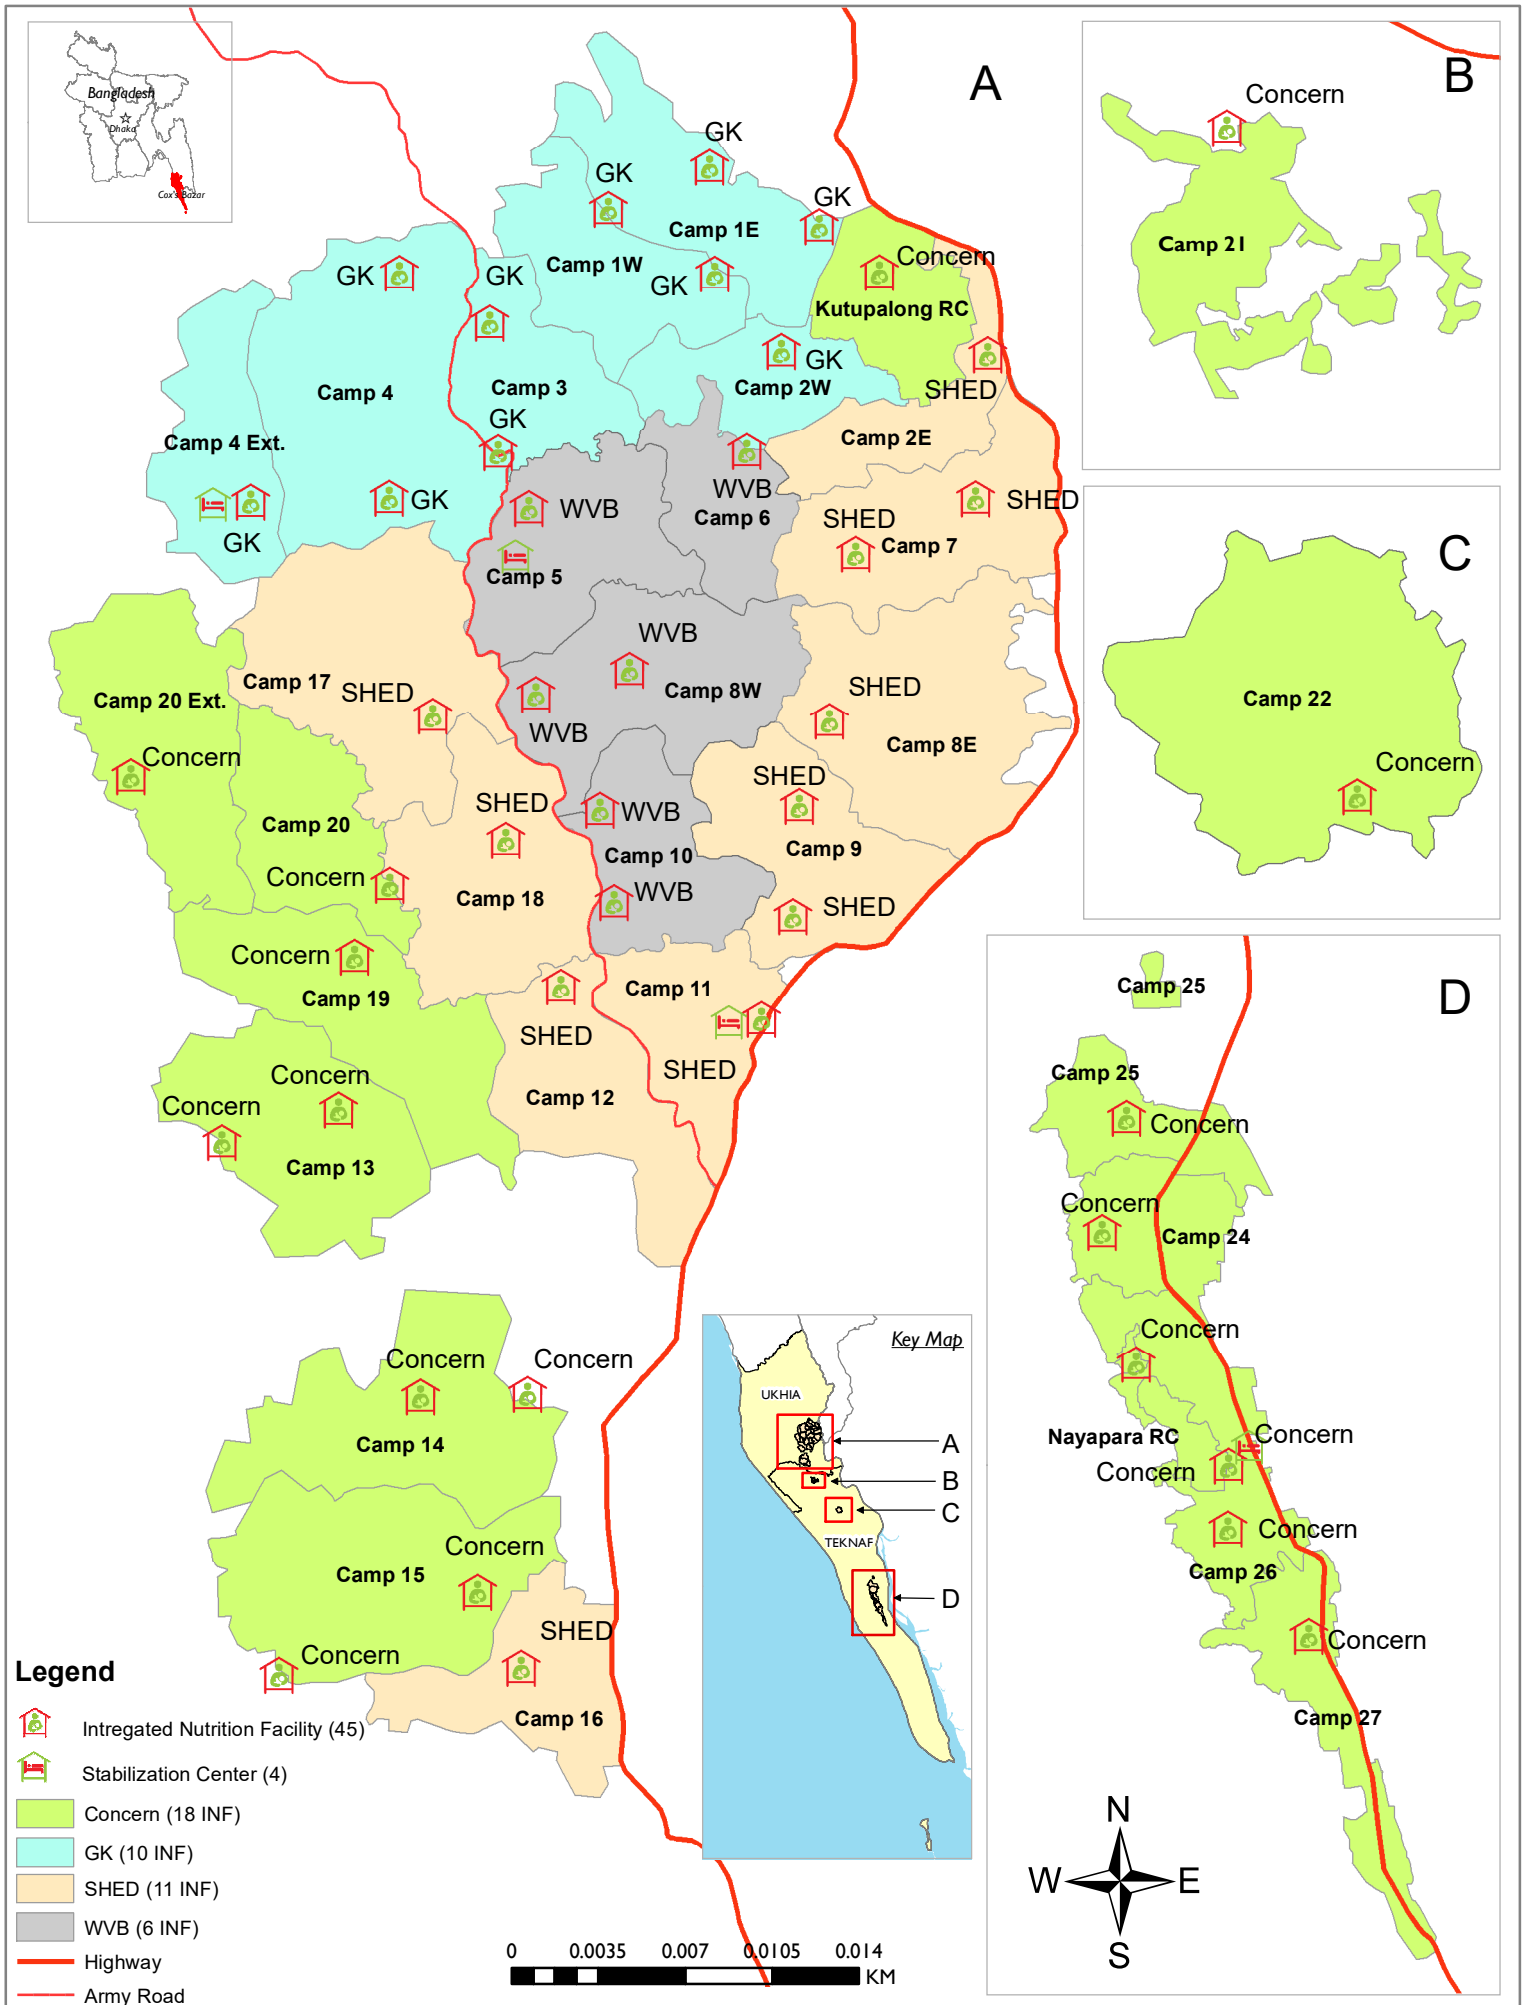 Bangladesh
Dhaka
Cox's Bazar
A
GK
GK
GK
Camp 1E
Camp 1W
GK
GK
GK
Concern
Kutupalong RC
GK
Camp 2W
SHED
Camp 4
Camp 3
GK
Camp 4 Ext.
GK
GK
Camp 2E
WVB
WVB
Camp 6
SHED
SHED
Camp 7
Camp 5
WVB
Camp 8W
WVB
SHED
Camp 8E
Camp 17
SHED
Camp 20 Ext.
Concern
Camp 20
Concern
SHED
Camp 18
WVB
Camp 10
WVB
SHED
Camp 9
SHED
Concern
Camp 19
SHED
Camp 11
SHED
Camp 12
Concern
Concern
Camp 13
Concern
Concern
Camp 14
Concern
Camp 15
Concern
SHED
Camp 16
B
Concern
Camp 21
C
Camp 22
Concern
D
Camp 25
Camp 25
Concern
Concern
Camp 24
Concern
Nayapara RC
Concern
Concern
Concern
Camp 26
Concern
Camp 27
N
W
E
S
Key Map
UKHIA
A
B
C
TEKNAF
D
Legend
Intregated Nutrition Facility (45)
Stabilization Center (4)
Concern (18 INF)
GK (10 INF)
SHED (11 INF)
WVB (6 INF)
Highway
Army Road
0 0.0035 0.007 0.0105 0.014
KM